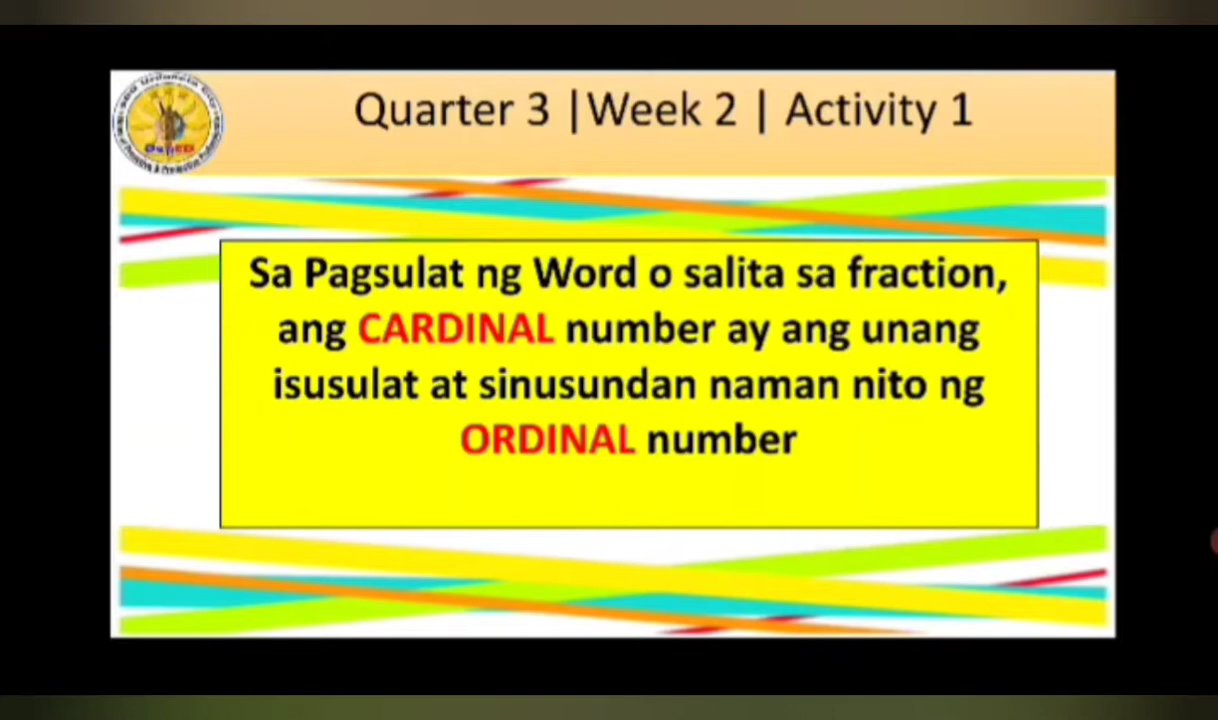 Quarter 3 | Week 2 | Activity 1
Sa Pagsulat ng Word o salita sa fraction,
ang CARDINAL number ay ang unang
isusulat at sinusundan naman nito ng
ORDINAL number